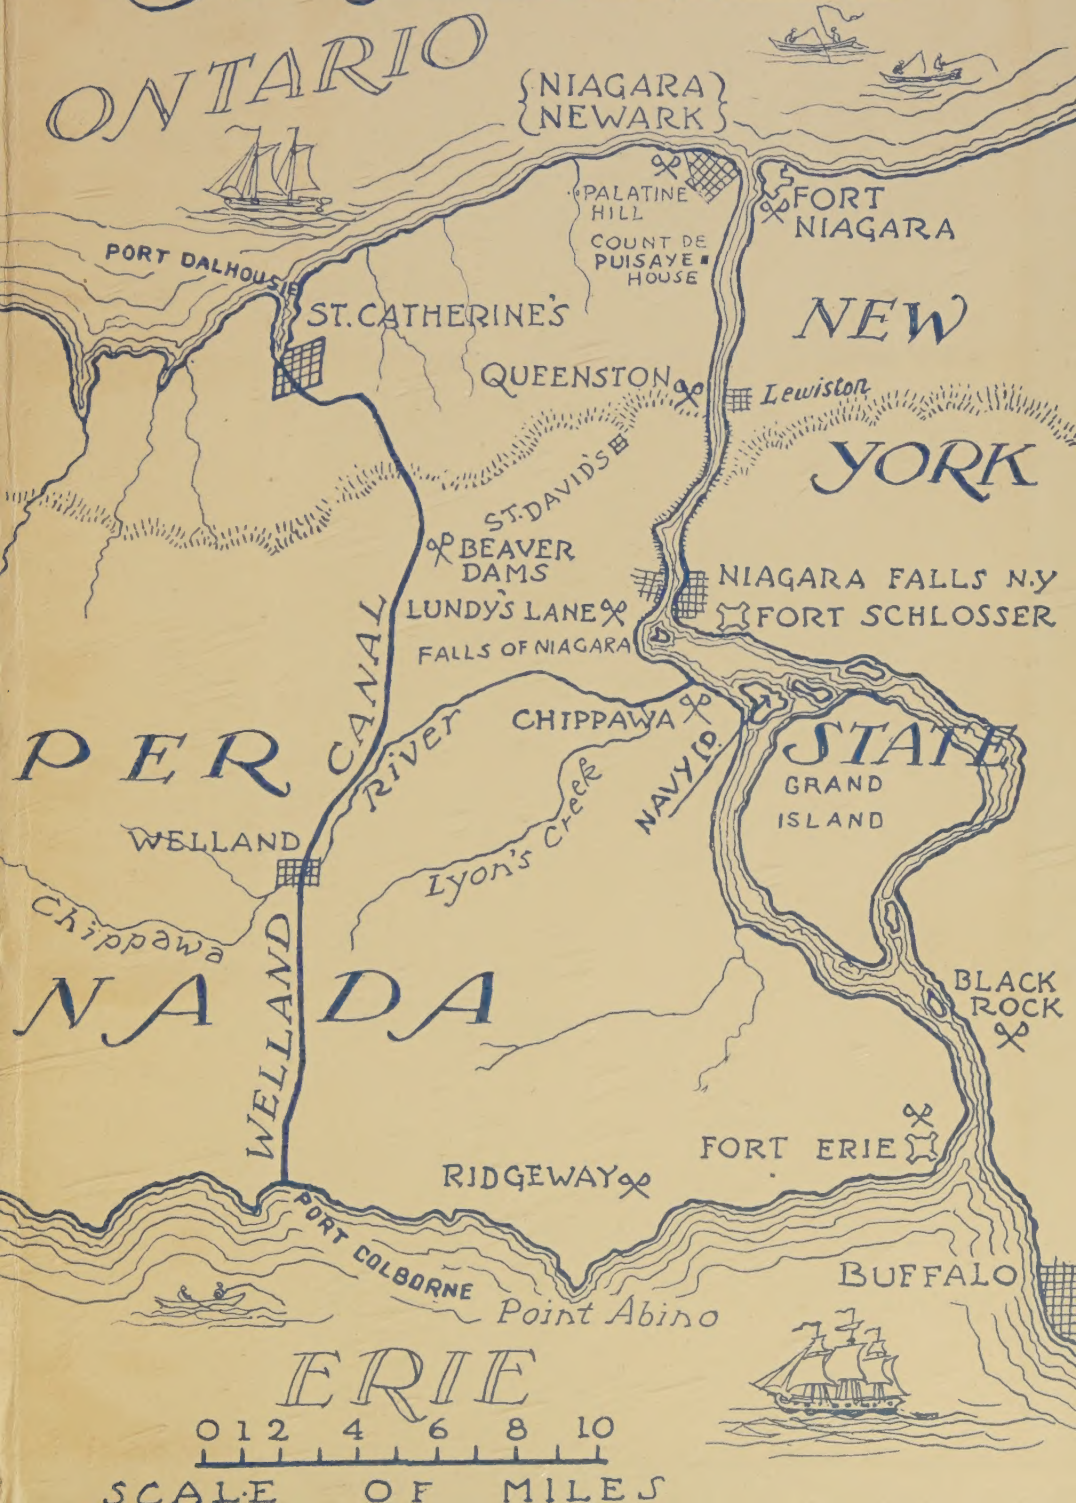 ONTARIO
NIAGARA
NEWARK
PALATINE
HILL
FORT
NIAGARA
COUNT DE
PUISAYE
HOUSE
PORT DALHOUSIE
ST. CATHERINE'S
NEW
QUEENSTON
Lewiston
YORK
ST. DAVID'S
BEAVER
DAMS
NIAGARA FALLS N.Y
LUNDY'S LANE
FORT SCHLOSSER
FALLS OF NIAGARA
CANAL
River
CHIPPAWA
NAVY ID.
STATE
PER
GRAND
ISLAND
WELLAND
Lyon's Creek
Chippawa
NADA
WELLAND
BLACK
ROCK
FORT ERIE
RIDGEWAY
PORT COLBORNE
BUFFALO
Point Abino
ERIE
0 1 2 4 6 8 10
SCALE OF MILES